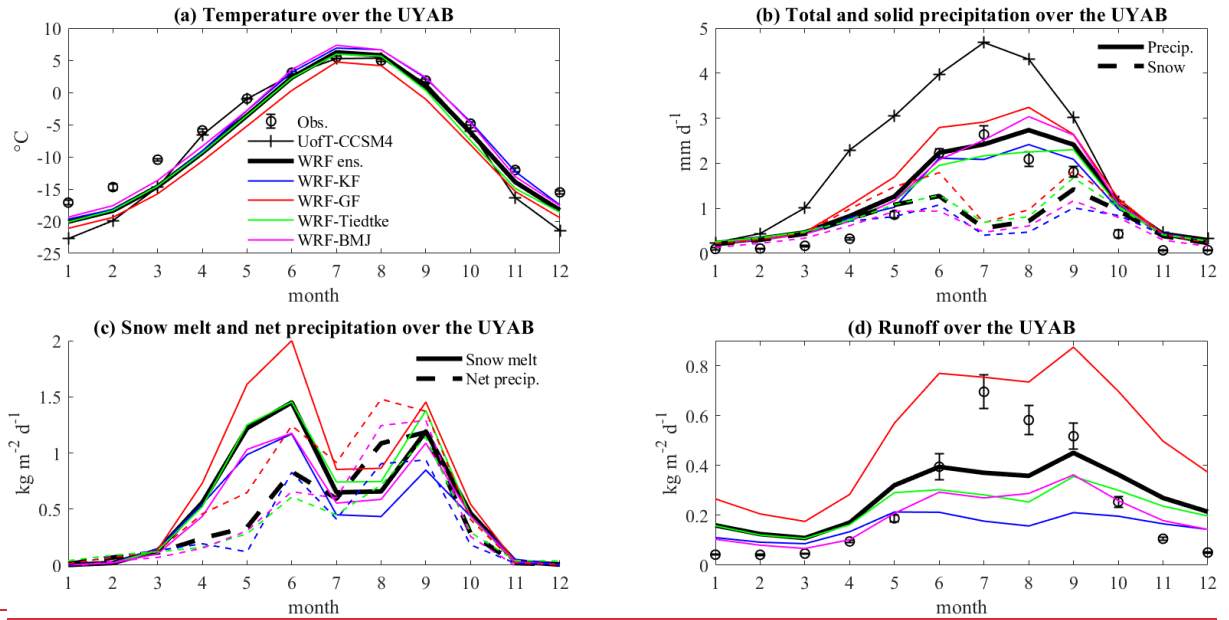 (a) Temperature over the UYAB
10
5
0
-5
-10
-15
-20
-25
°C
Obs.
UofT-CCSM4
WRF ens.
WRF-KF
WRF-GF
WRF-Tiedtke
WRF-BMJ
1 2 3 4 5 6 7 8 9 10 11 12
month
(b) Total and solid precipitation over the UYAB
5
4
3
2
1
0
mm d-1
Precip.
Snow
1 2 3 4 5 6 7 8 9 10 11 12
month
(c) Snow melt and net precipitation over the UYAB
2
1.5
1
0.5
0
kg m-2 d-1
Snow melt
Net precip.
1 2 3 4 5 6 7 8 9 10 11 12
month
(d) Runoff over the UYAB
0.8
0.6
0.4
0.2
0
kg m-2 d-1
1 2 3 4 5 6 7 8 9 10 11 12
month